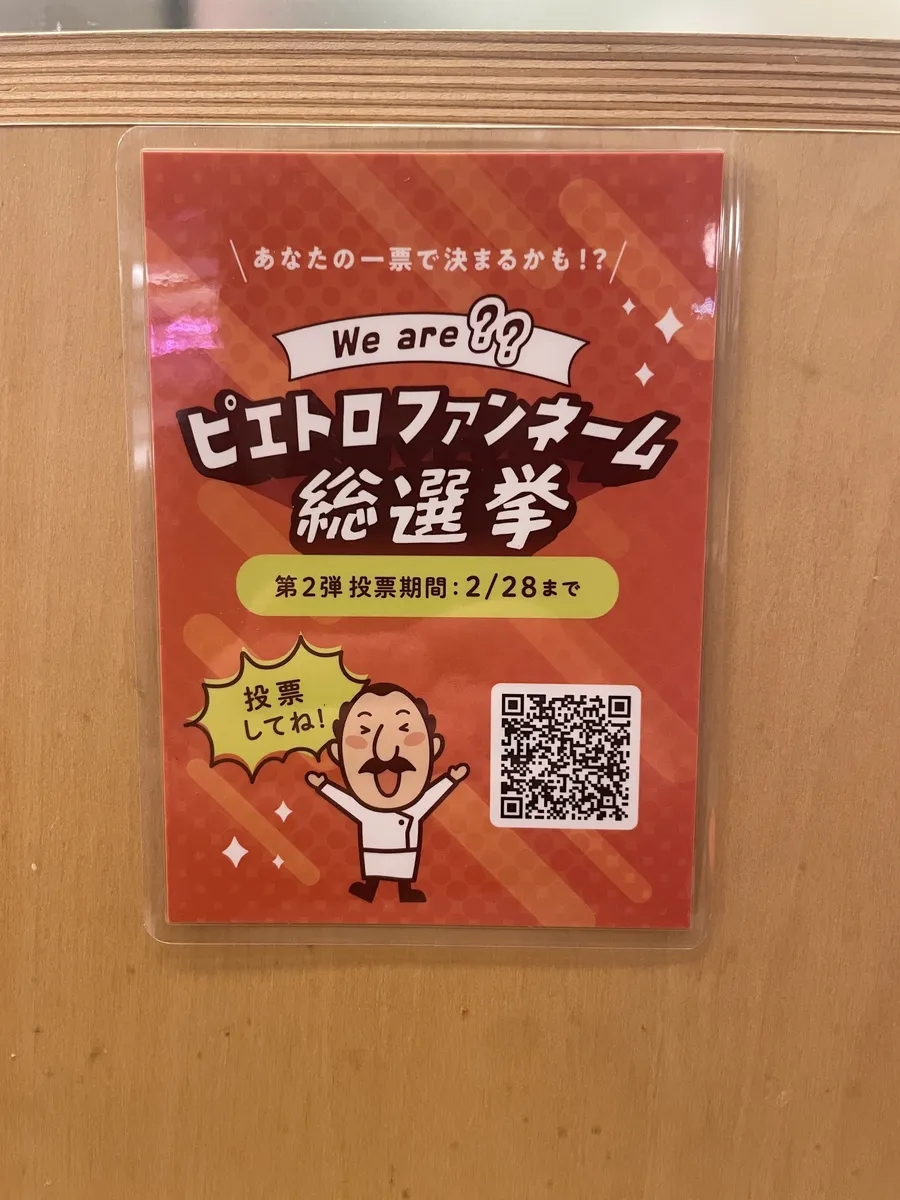 あなたの一票で決まるかも!?
We are ??
ピエトロファンネーム
総選挙
第2弾 投票期間:2/28まで
投票
してね!